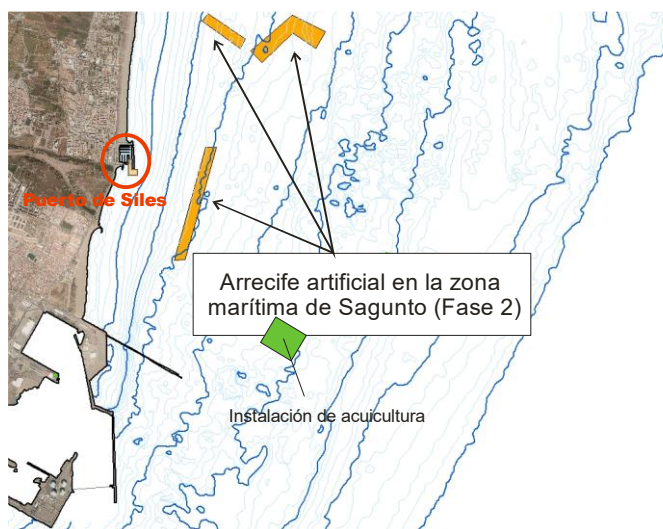 Puerto de Siles
Arrecife artificial en la zona
marítima de Sagunto (Fase 2)
Instalación de acuicultura